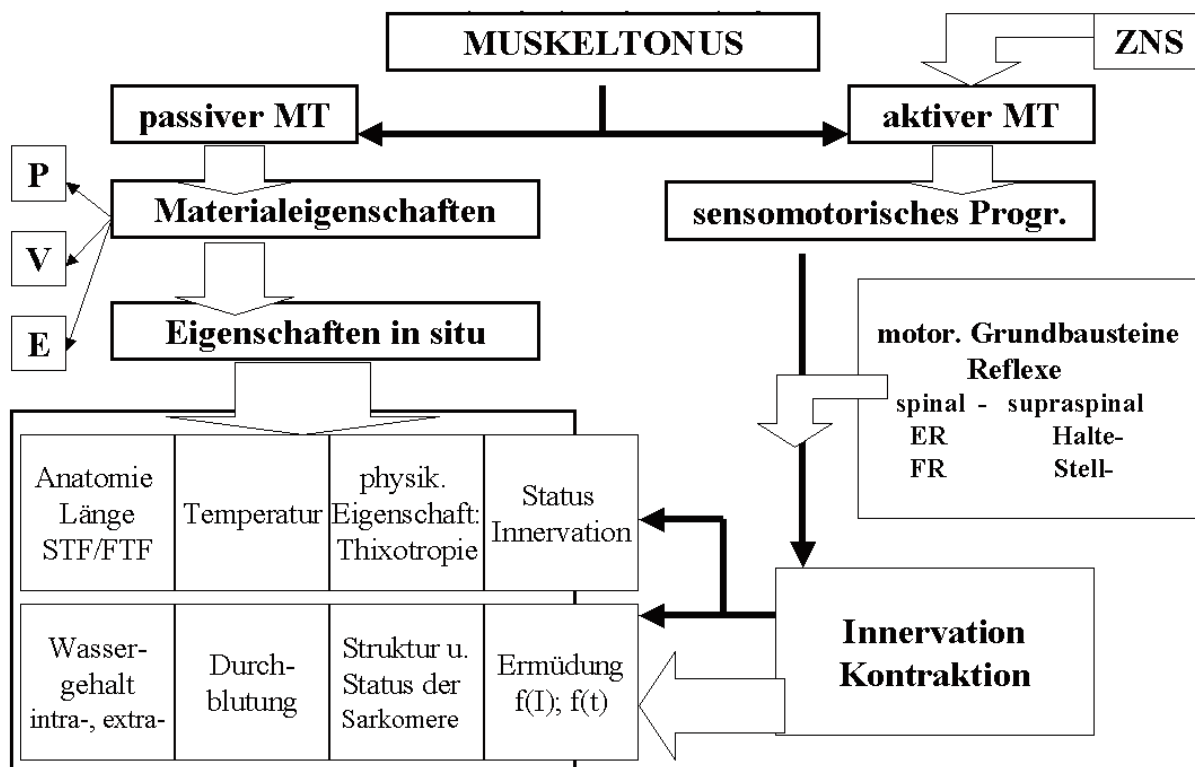 MUSKELTONUS
ZNS
passiver MT
aktiver MT
P
V
E
Materialeigenschaften
sensomotorisches Progr.
Eigenschaften in situ
motor. Grundbausteine
Reflexe
spinal - supraspinal
ER Halte-
FR Stell-
Anatomie
Länge
STF/FTF
Temperatur
physik.
Eigenschaft:
Thixotropie
Status
Innervation
Wasser-
gehalt
intra-, extra-
Durch-
blutung
Struktur u.
Status der
Sarkomere
Ermüdung
f(I); f(t)
Innervation
Kontraktion